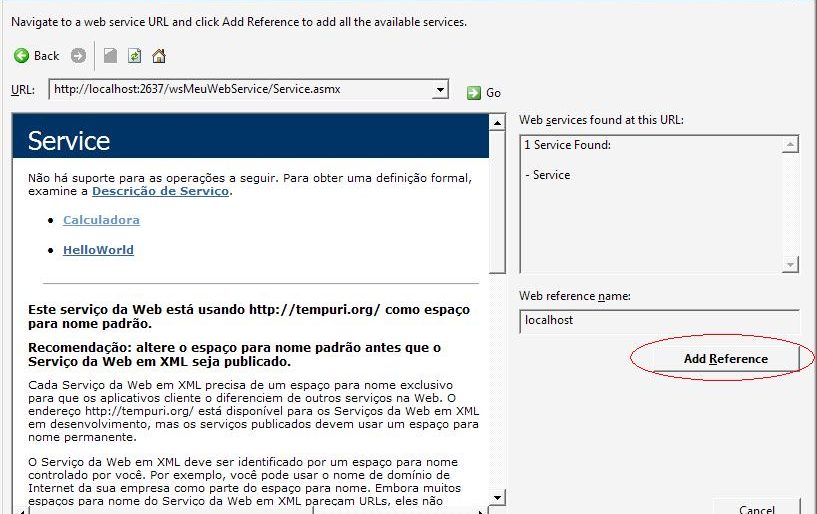 Navigate to a web service URL and click Add Reference to add all the available services.
Back
URL: http://localhost:2637/wsMeuWebService/Service.asmx Go
Service
Não há suporte para as operações a seguir. Para obter uma definição formal,
examine a Descrição de Serviço.
Calculadora
HelloWorld
Este serviço da Web está usando http://tempuri.org/ como espaço
para nome padrão.
Recomendação: altere o espaço para nome padrão antes que o
Serviço da Web em XML seja publicado.
Cada Serviço da Web em XML precisa de um espaço para nome exclusivo
para que os aplicativos cliente o diferenciem de outros serviços na Web. O
endereço http://tempuri.org/ está disponível para os Serviços da Web em XML
em desenvolvimento, mas os serviços publicados devem usar um espaço para
nome permanente.
O Serviço da Web em XML deve ser identificado por um espaço para nome
controlado por você. Por exemplo, você pode usar o nome de domínio de
Internet da sua empresa como parte do espaço para nome. Embora muitos
espaços para nome do Serviço da Web em XML pareçam URLs, eles não
Web services found at this URL:
1 Service Found:
- Service
Web reference name:
localhost
Add Reference
Cancel